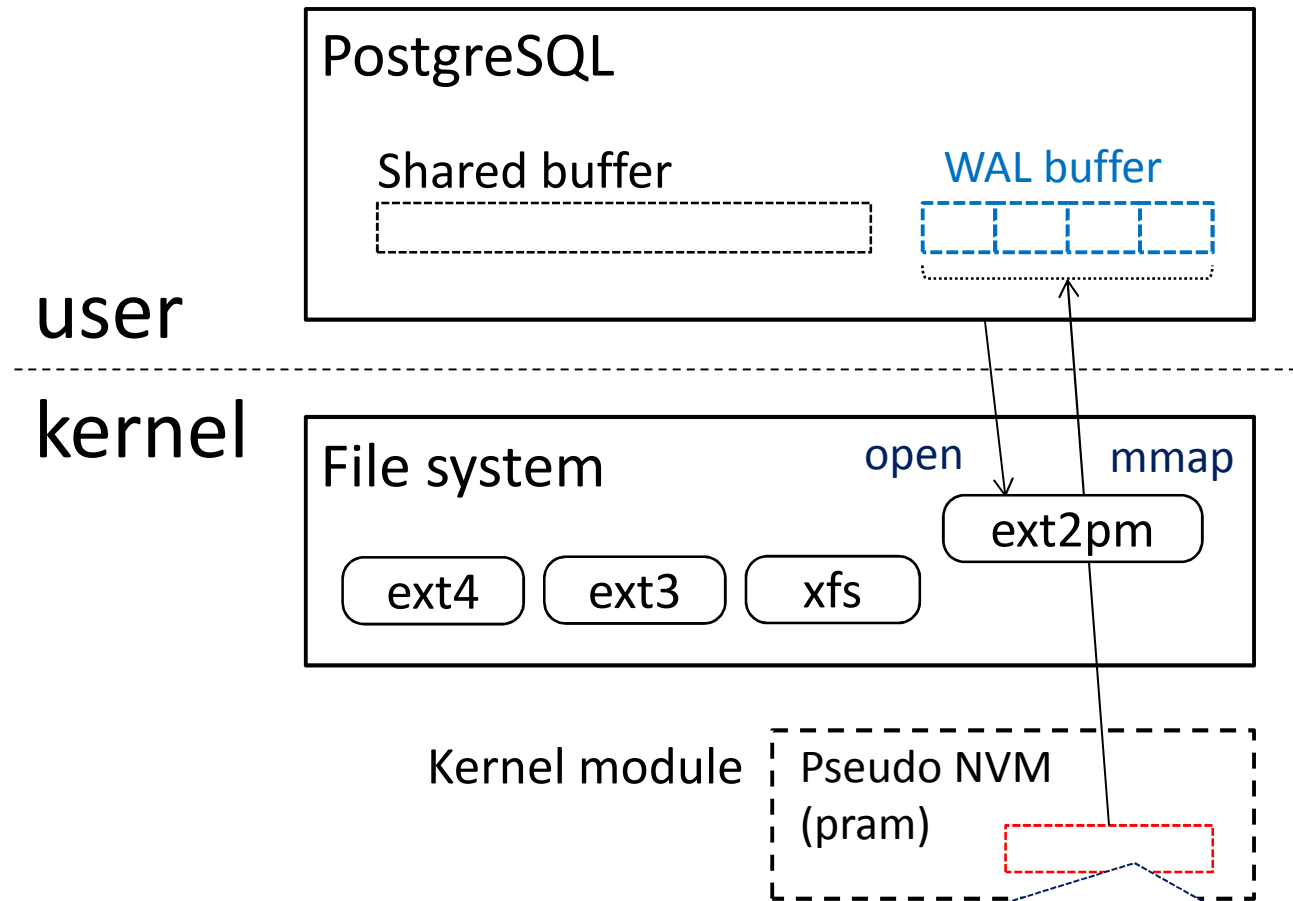 PostgreSQL
Shared buffer
WAL buffer
user
kernel
File system
open
mmap
ext2pm
ext4
ext3
xfs
Kernel module
Pseudo NVM
(pram)